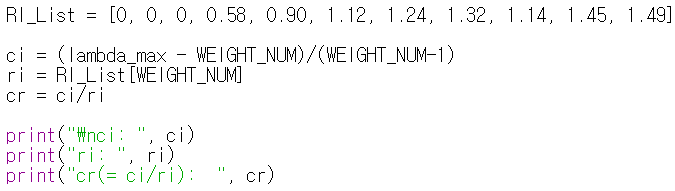 RI_List = [0, 0, 0, 0.58, 0.90, 1.12, 1.24, 1.32, 1.14, 1.45, 1.49]
ci = (lambda_max - WEIGHT_NUM)/(WEIGHT_NUM-1)
ri = RI_List[WEIGHT_NUM]
cr = ci/ri
print("₩nci: ", ci)
print("ri: ", ri)
print("cr(= ci/ri):  ", cr)